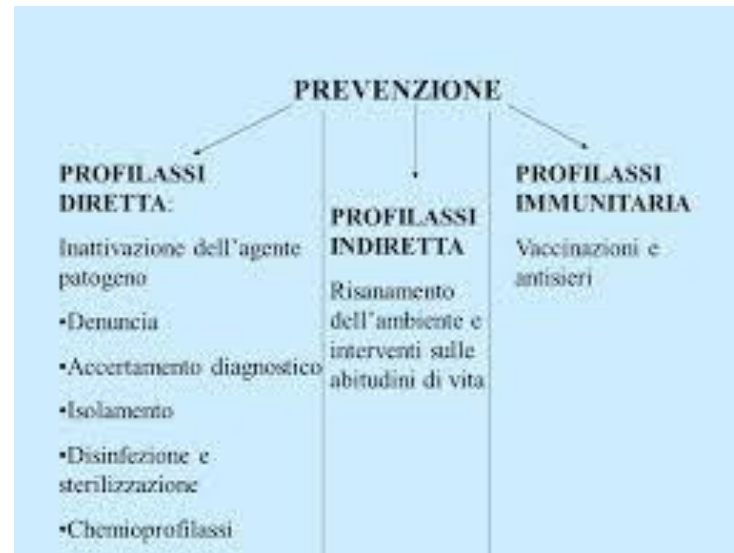 PREVENZIONE
PROFILASSI
DIRETTA:
Inattivazione dell'agente
patogeno
•Denuncia
•Accertamento diagnostico
•Isolamento
•Disinfezione e
sterilizzazione
•Chemioprofilassi
PROFILASSI
INDIRETTA
Risanamento
dell'ambiente e
interventi sulle
abitudini di vita
PROFILASSI
IMMUNITARIA
Vaccinazioni e
antisieri